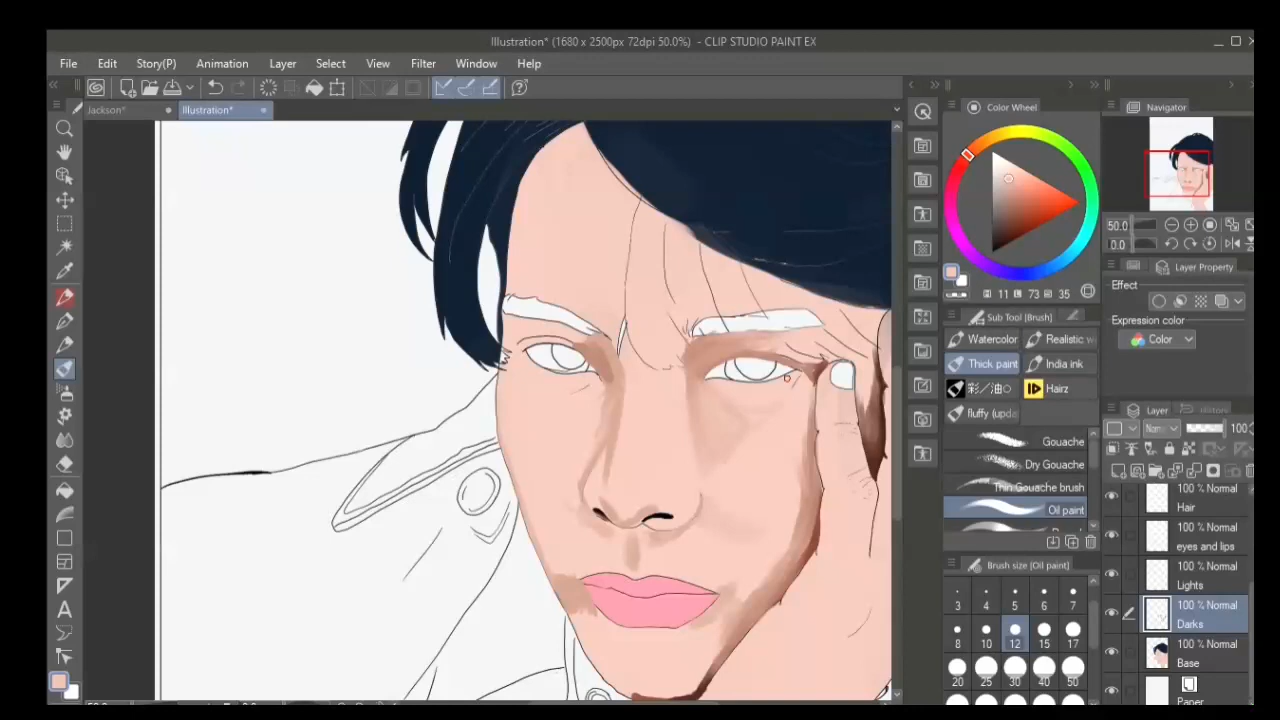 Illustration* (1680 x 2500px 72dpi 50.0%) - CLIP STUDIO PAINT EX
File Edit Story(P) Animation Layer Select View Filter Window Help
Jackson* Illustration*
Color Wheel
11 73 35
Sub Tool [Brush]
Watercolor Realistic w
Thick paint India ink
彩／油○ Hairz
fluffy (upda
Gouache
Dry Gouache
Thin Gouache brush
Oil paint
Brush size [Oil paint]
3 4 5 6 7
8 10 12 15 17
20 25 30 40 50
Navigator
50.0
0.0
Layer Property
Effect
Expression color
Color
Layer History
100
100 % Normal
Hair
100 % Normal
eyes and lips
100 % Normal
Lights
100 % Normal
Darks
100 % Normal
Base
Paper